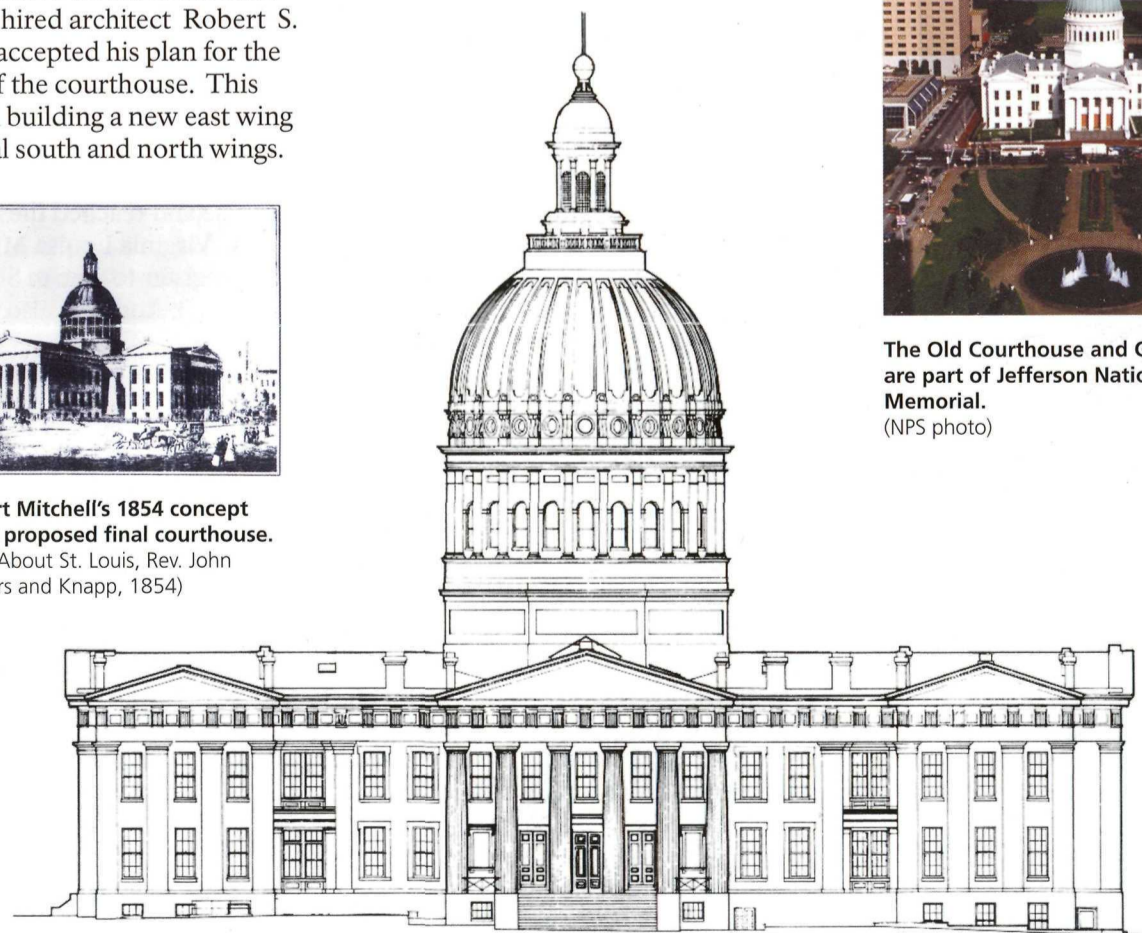 hired architect Robert S.
accepted his plan for the
f the courthouse. This
building a new east wing
l south and north wings.
rt Mitchell's 1854 concept
proposed final courthouse.
About St. Louis, Rev. John
rs and Knapp, 1854)
The Old Courthouse and
are part of Jefferson Natio
Memorial.
(NPS photo)